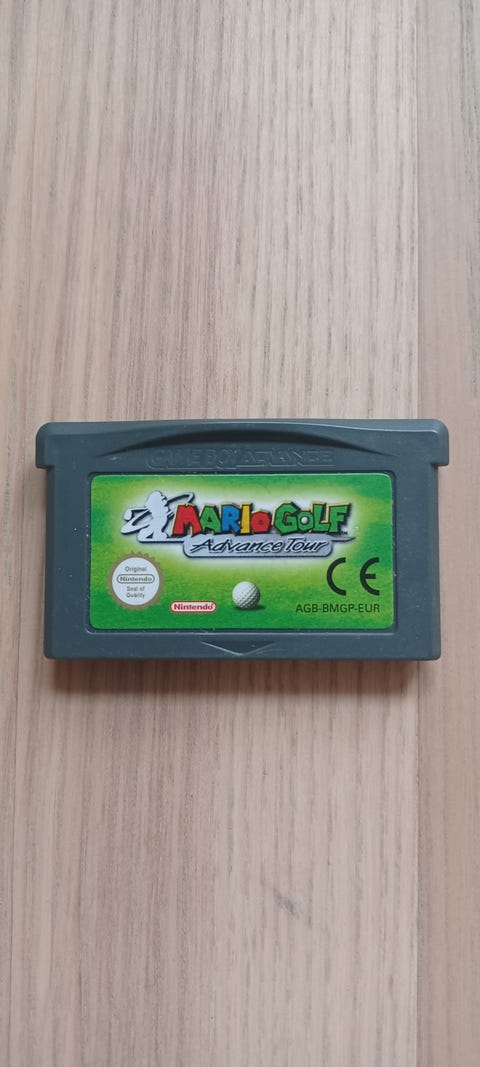 GAME BOY ADVANCE
MARIO GOLF
Advance Tour
Original
Nintendo
Seal of
Quality
CE
Nintendo
AGB-BMGP-EUR